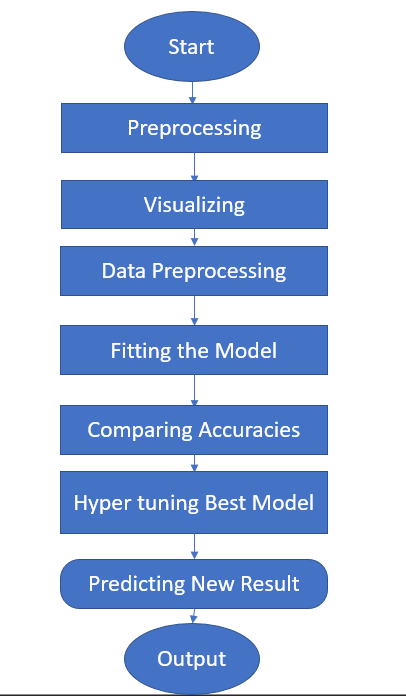 Start
Preprocessing
Visualizing
Data Preprocessing
Fitting the Model
Comparing Accuracies
Hyper tuning Best Model
Predicting New Result
Output